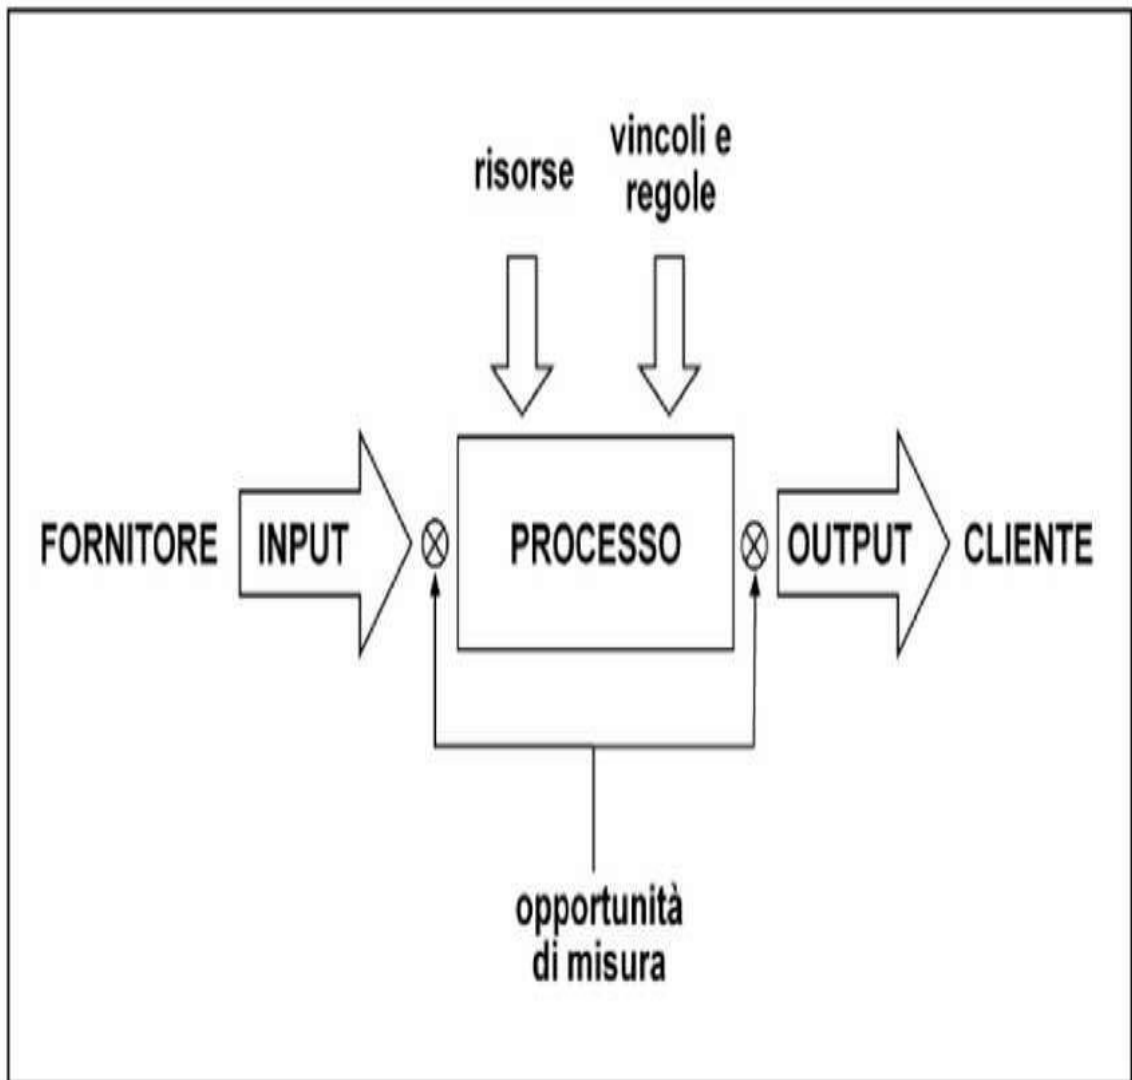 risorse
vincoli e
regole
FORNITORE
INPUT
PROCESSO
OUTPUT
CLIENTE
opportunità
di misura